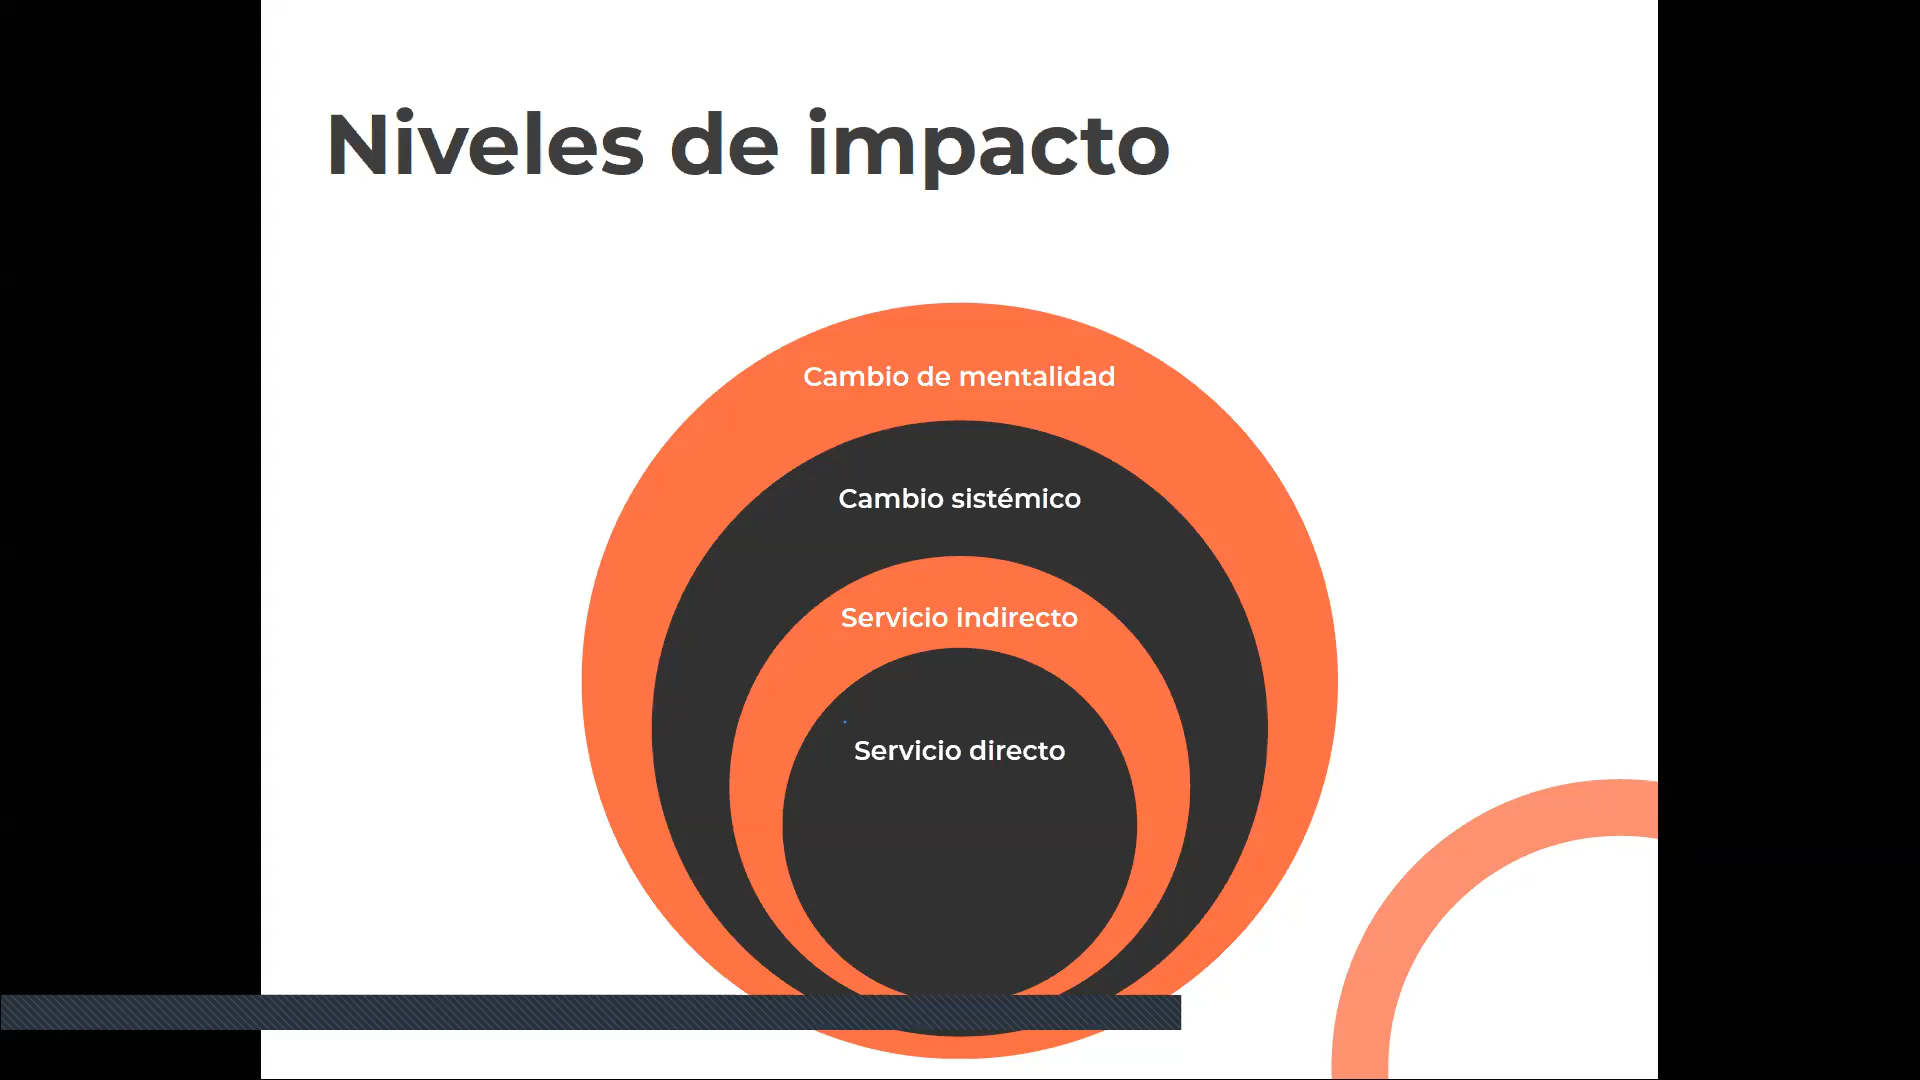 Niveles de impacto
Cambio de mentalidad
Cambio sistémico
Servicio indirecto
Servicio directo